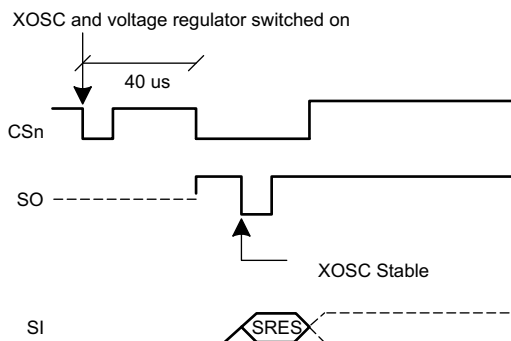 XOSC and voltage regulator switched on
40 us
CSn
SO
XOSC Stable
SI
SRES